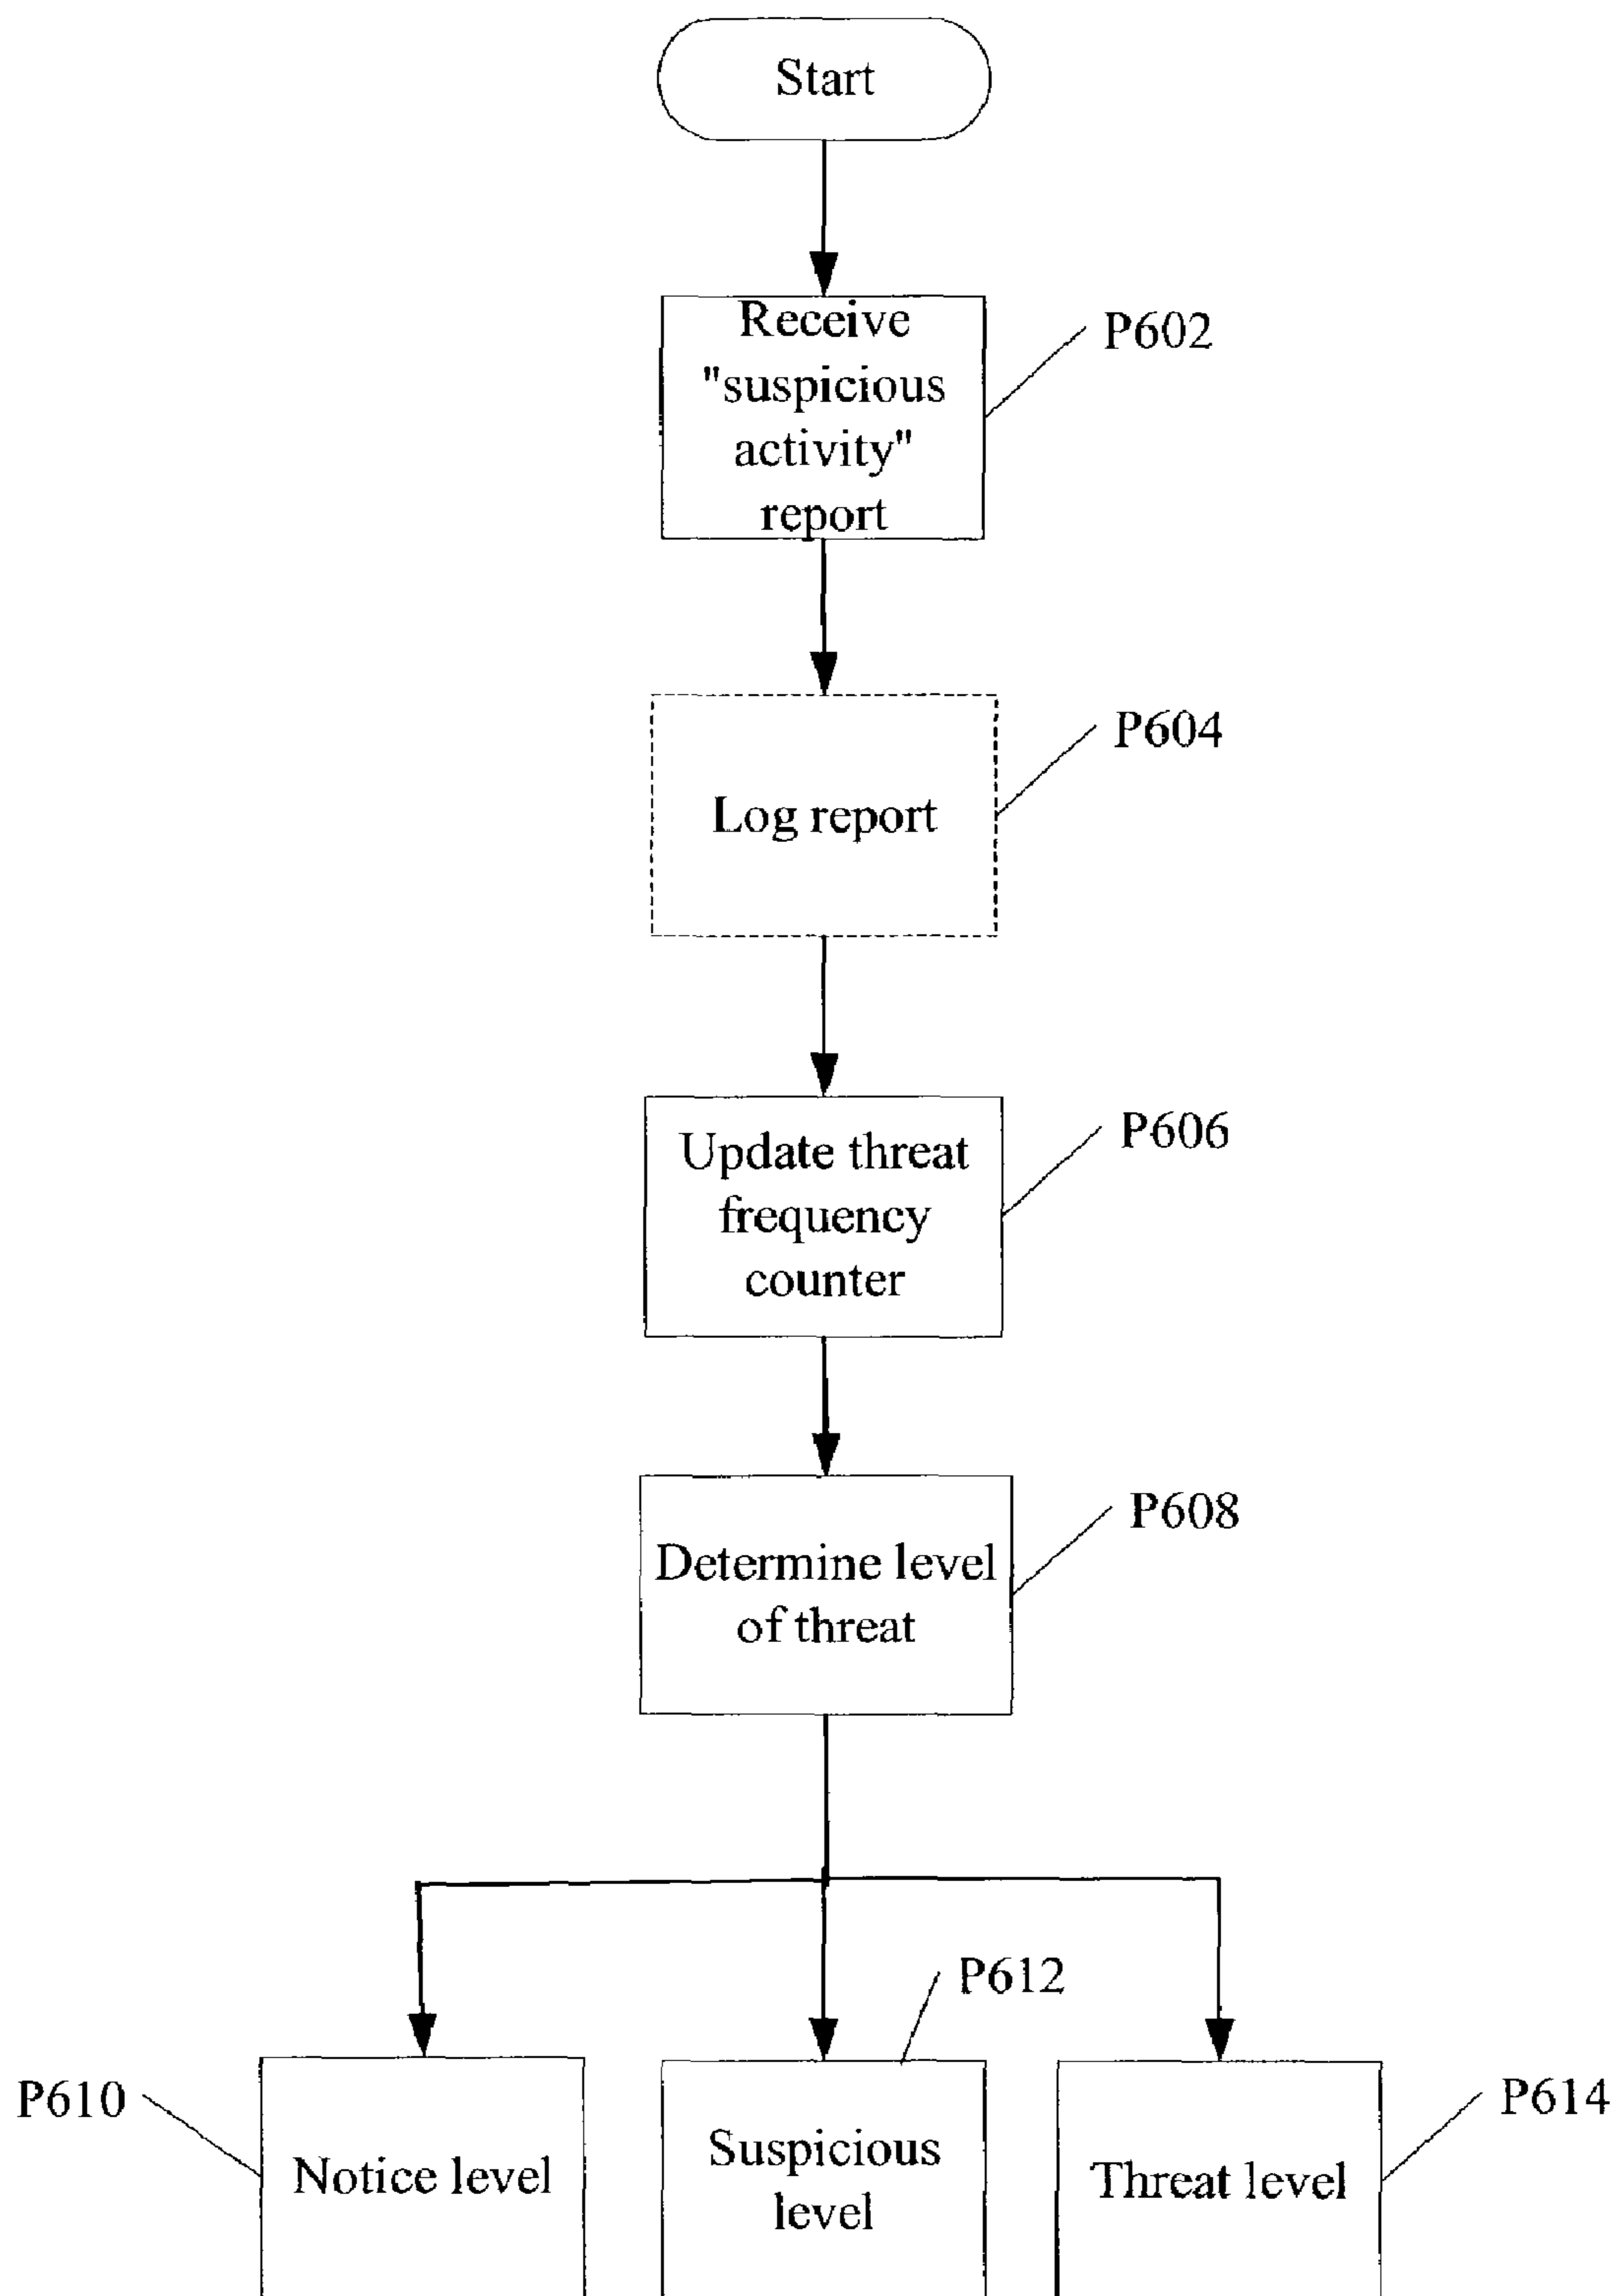 Start
Receive
"suspicious
activity"
report
P602
Log report
P604
Update threat
frequency
counter
P606
Determine level
of threat
P608
P610
Notice level
P612
Suspicious
level
P614
Threat level